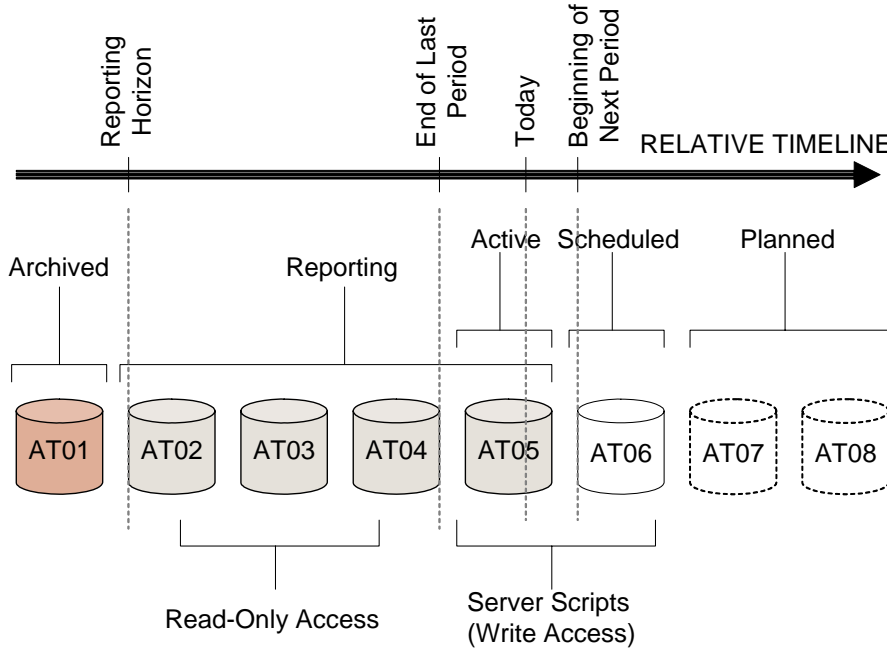 Reporting
Horizon
End of Last
Period
Today
Beginning of
Next Period
RELATIVE TIMELINE
Active
Scheduled
Planned
Archived
Reporting
AT01
AT02
AT03
AT04
AT05
AT06
AT07
AT08
Read-Only Access
Server Scripts
(Write Access)